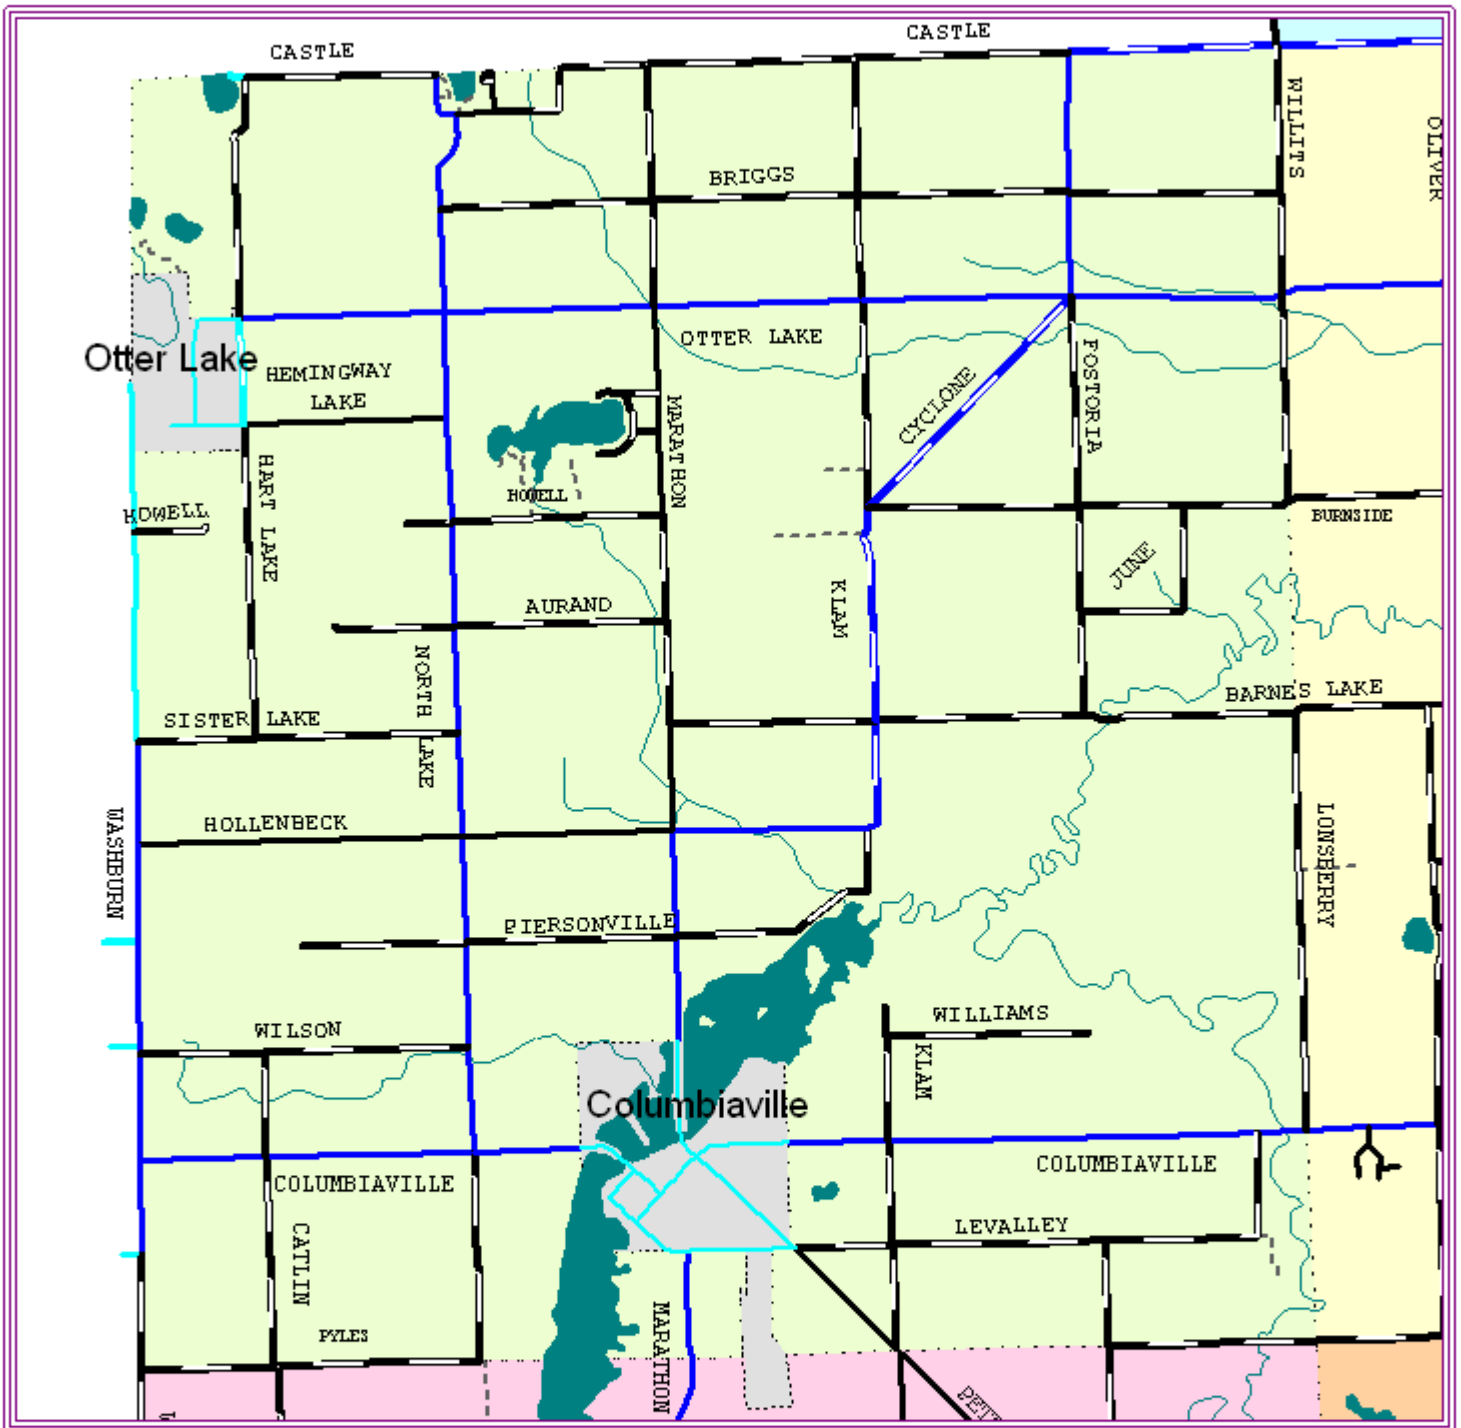 CASTLE
CASTLE
WILLITS
OLIVER
BRIGGS
OTTER LAKE
Otter Lake
HEMINGWAY
LAKE
CYCLONE
FOSTORIA
MARATHON
HART LAKE
HOWELL
HOWELL
BURNSIDE
JUNE
KLAM
AURAND
NORTH LAKE
BARNES LAKE
SISTER LAKE
WASHBURN
HOLLENBECK
LONSBERRY
PIERSONVILLE
WILSON
WILLIAMS
KLAM
Columbiaville
COLUMBIAVILLE
COLUMBIAVILLE
LEVALLEY
CATLIN
MARATHON
PYLES